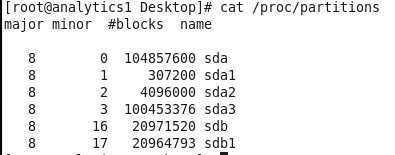 [root@analytics1 Desktop]# cat /proc/partitions
major minor  #blocks  name

   8        0  104857600 sda
   8        1     307200 sda1
   8        2    4096000 sda2
   8        3  100453376 sda3
   8       16   20971520 sdb
   8       17   20964793 sdb1